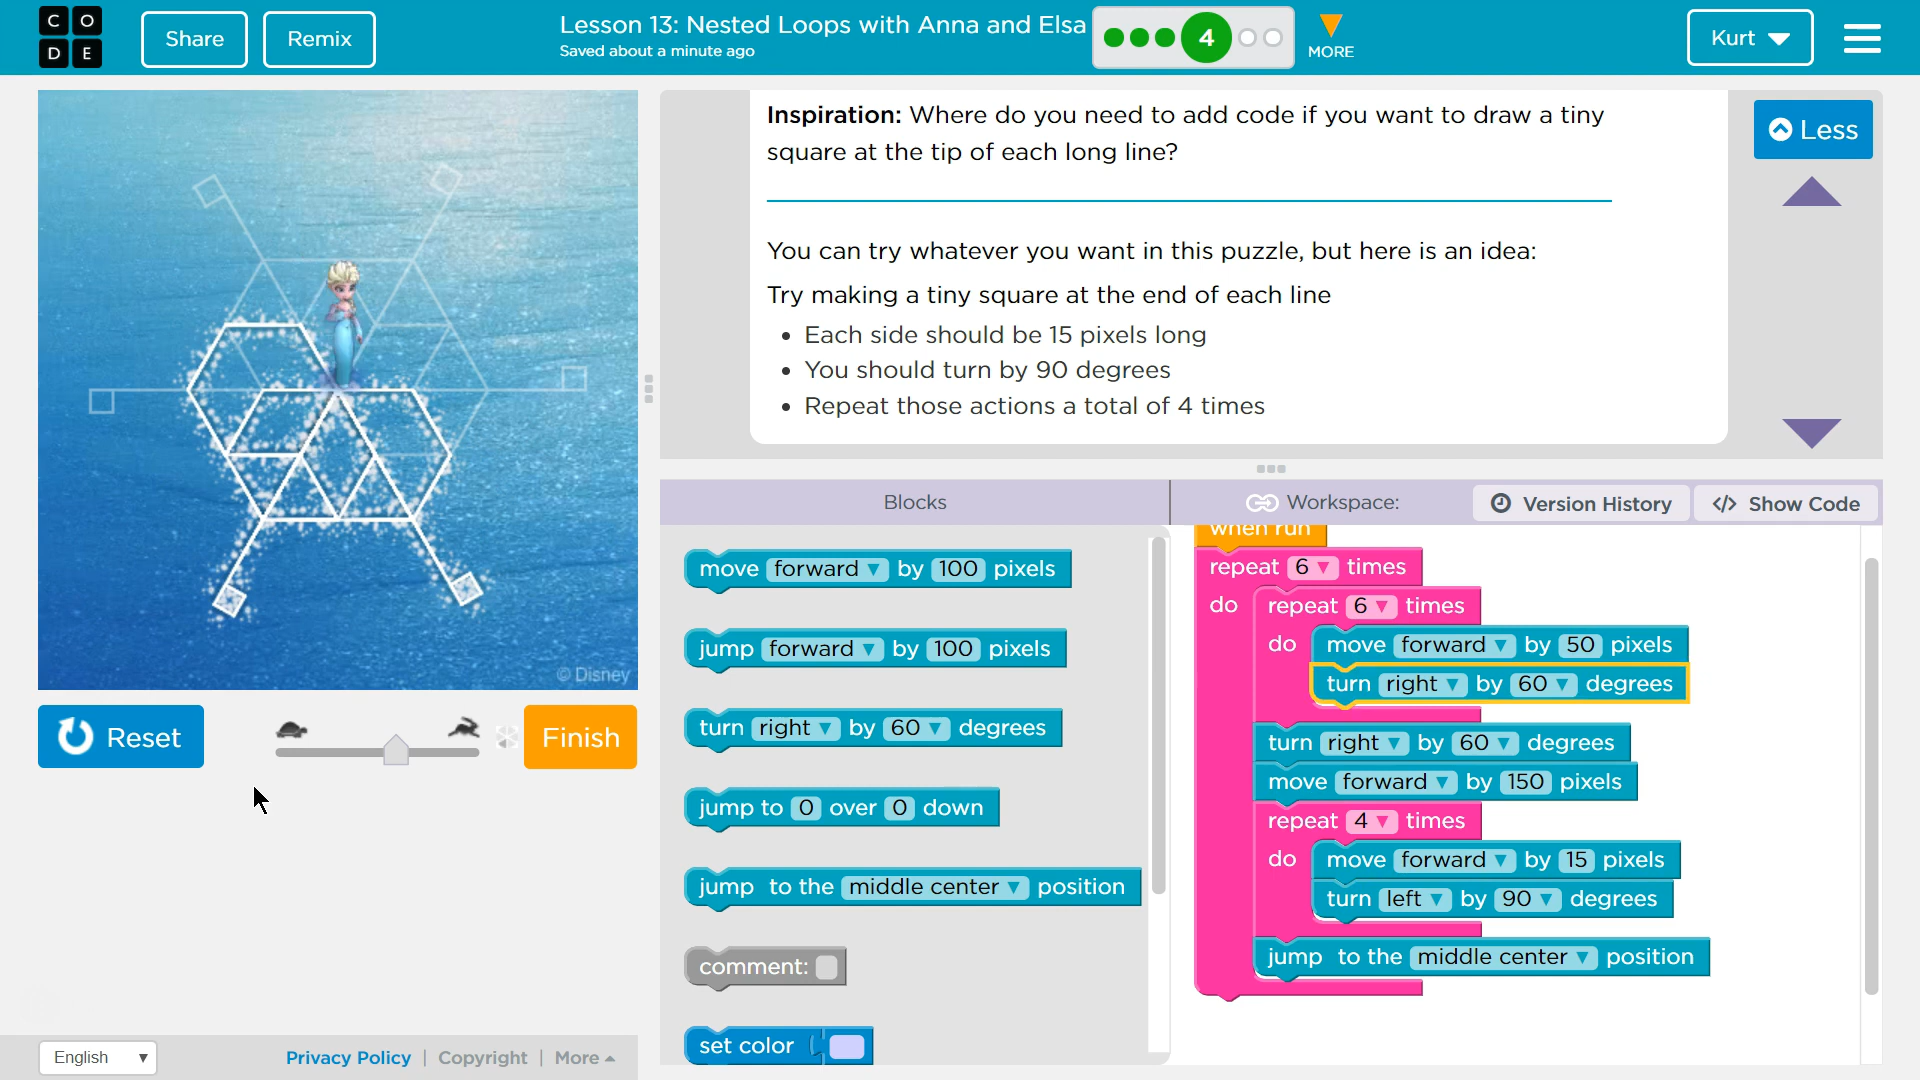 C O
D E
Share
Remix
Lesson 13: Nested Loops with Anna and Elsa
Saved about a minute ago
4
MORE
Kurt
Inspiration: Where do you need to add code if you want to draw a tiny
square at the tip of each long line?
Less
You can try whatever you want in this puzzle, but here is an idea:
Try making a tiny square at the end of each line
Each side should be 15 pixels long
You should turn by 90 degrees
Repeat those actions a total of 4 times
© Disney
Reset
Finish
Blocks
Workspace:
Version History
</> Show Code
move forward by 100 pixels
jump forward by 100 pixels
turn right by 60 degrees
jump to 0 over 0 down
jump to the middle center position
comment:
set color
when run
repeat 6 times
do repeat 6 times
do move forward by 50 pixels
turn right by 60 degrees
turn right by 60 degrees
move forward by 150 pixels
repeat 4 times
do move forward by 15 pixels
turn left by 90 degrees
jump to the middle center position
English
Privacy Policy | Copyright | More